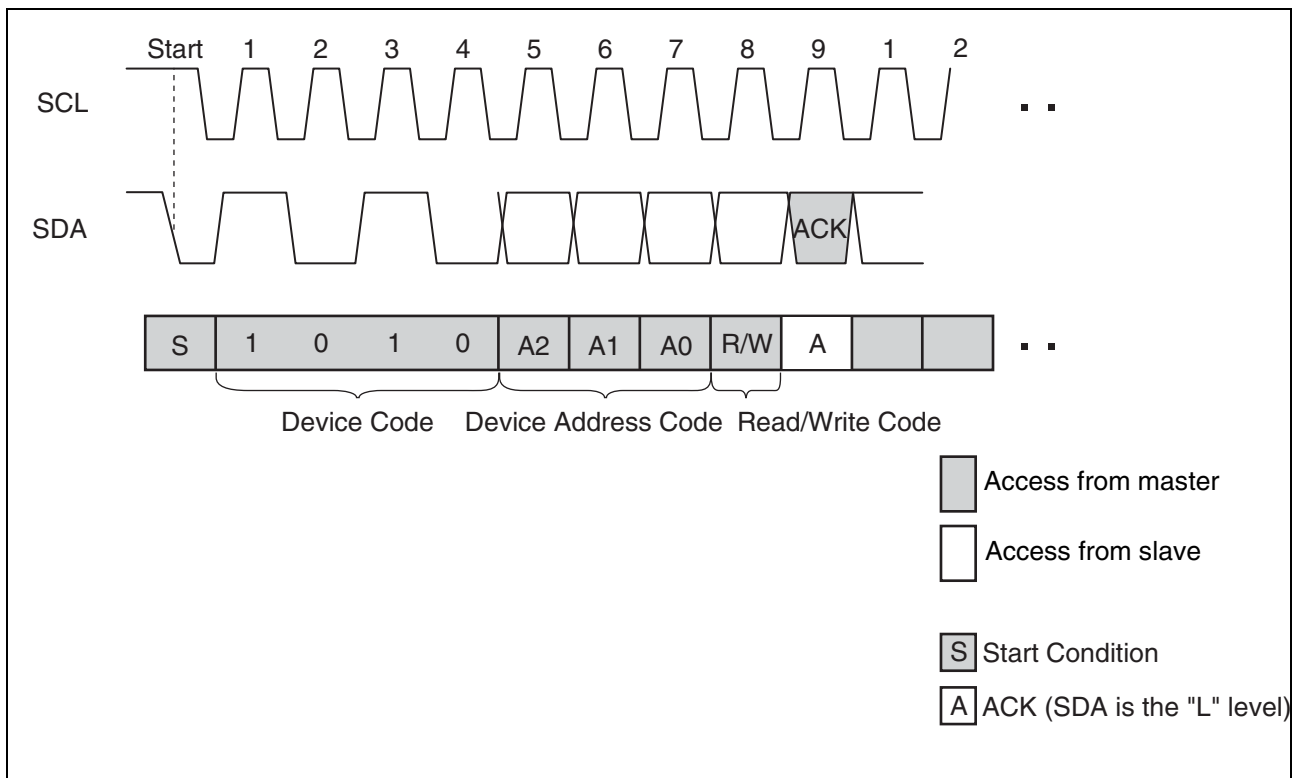 Start 1 2 3 4 5 6 7 8 9 1 2
SCL
SDA
ACK
S 1 0 1 0 A2 A1 A0 R/W A
Device Code Device Address Code Read/Write Code
Access from master
Access from slave
S Start Condition
A ACK (SDA is the "L" level)